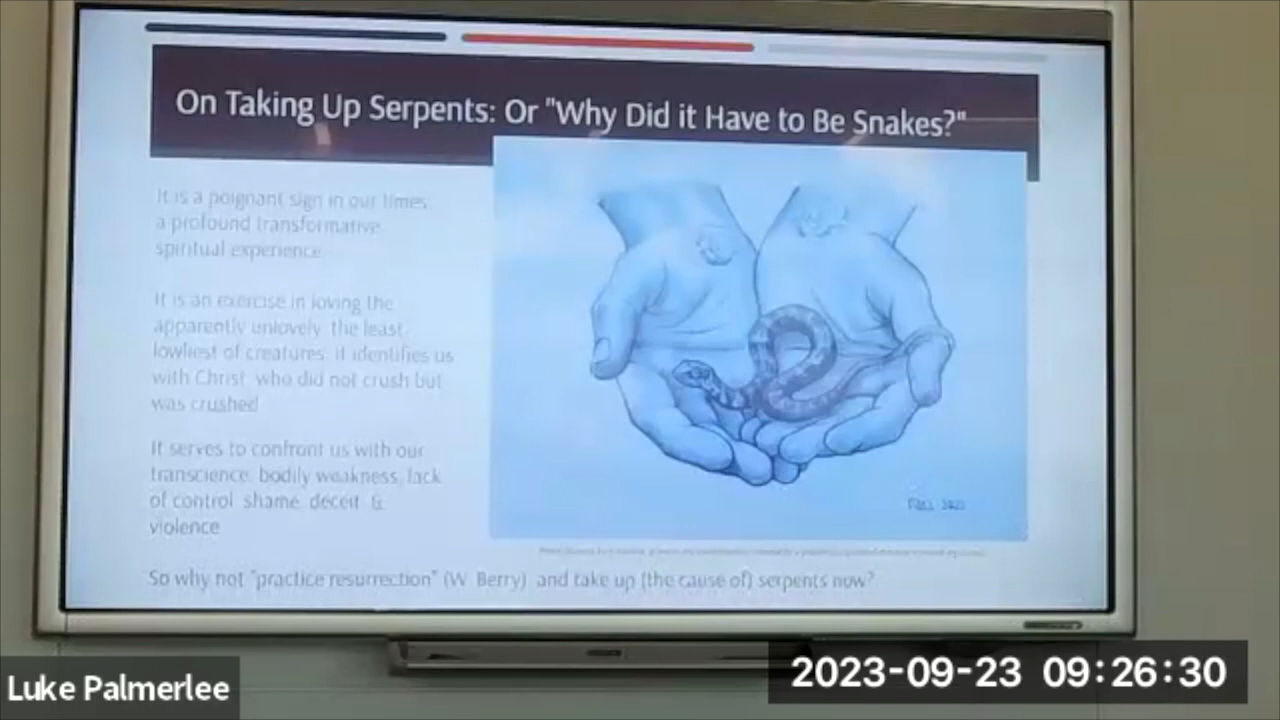 On Taking Up Serpents: Or "Why Did it Have to Be Snakes?"
It is a poignant sign in our times
a profound transformative
spiritual experience
It is an exercise in loving the
apparently unlovely, the least,
lowliest of creatures; it identifies us
with Christ, who did not crush but
was crushed
It serves to confront us with our
transcience, bodily weakness, lack
of control, shame, deceit, &
violence
So why not "practice resurrection" (W. Berry) and take up (the cause of) serpents now?
Luke Palmerlee
2023-09-23 09:26:30